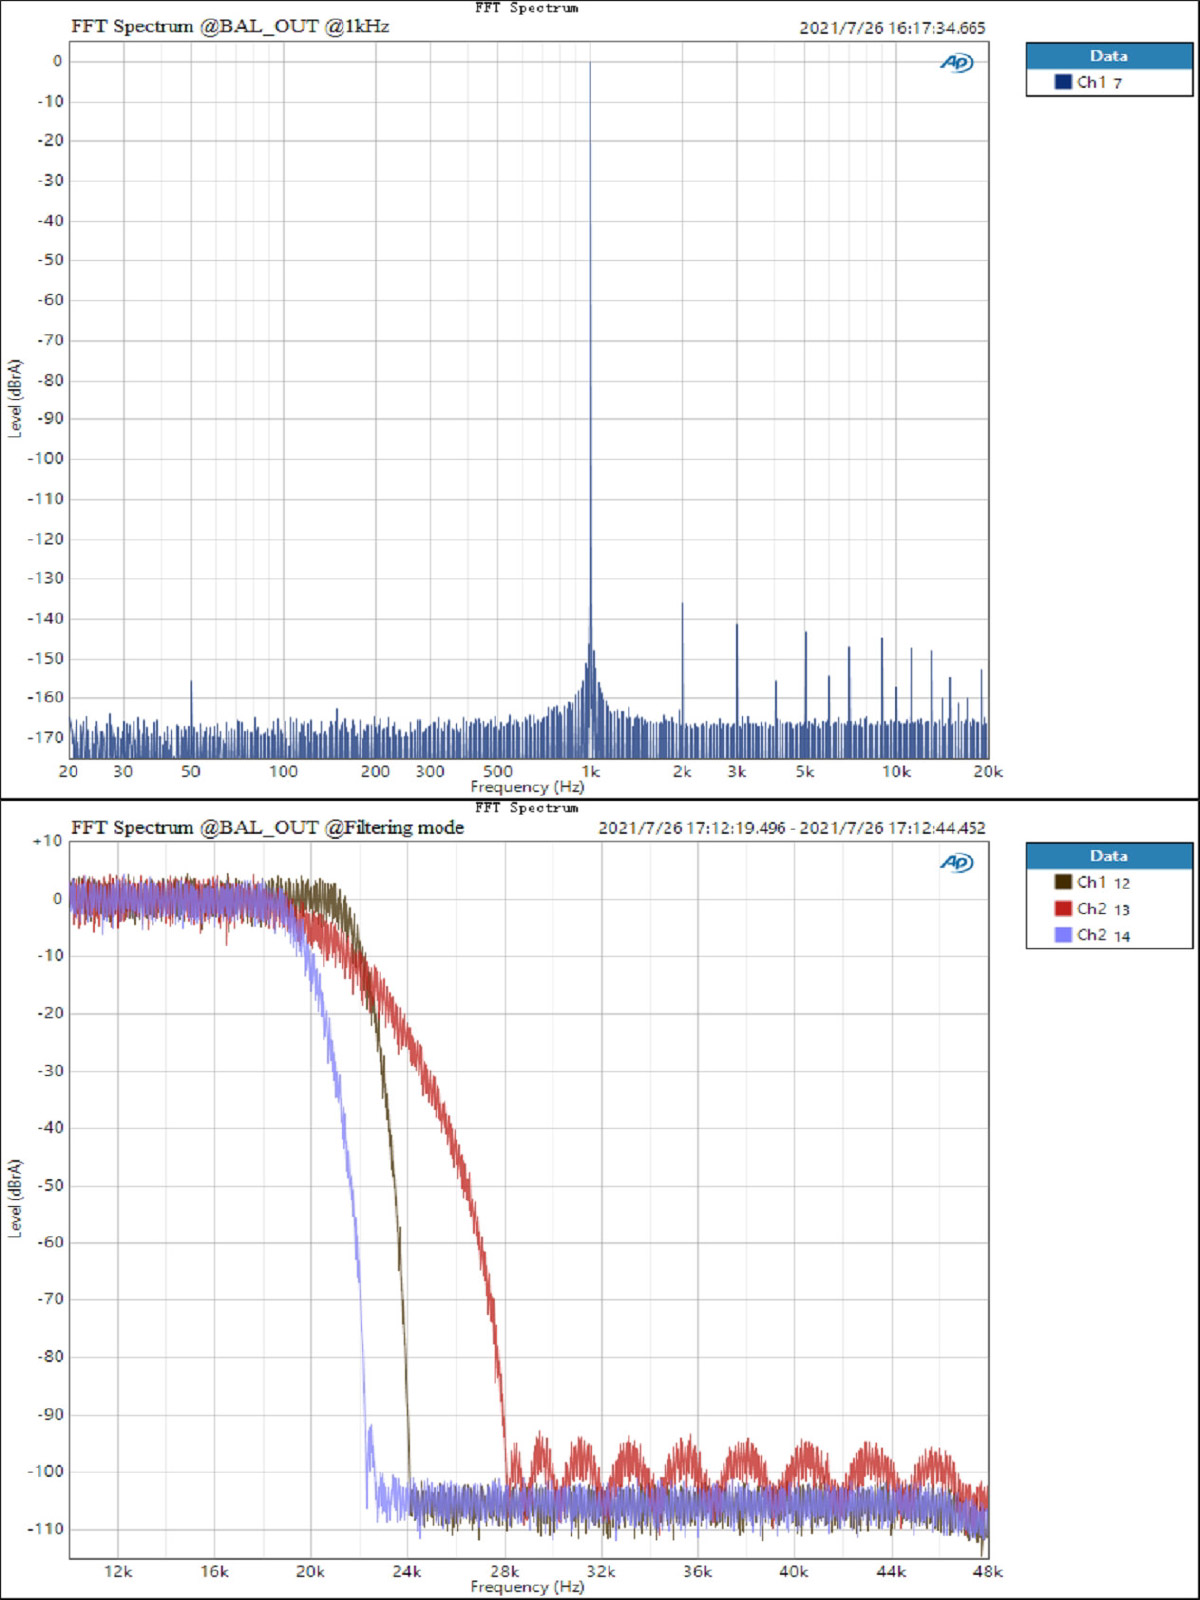 FFT Spectrum
FFT Spectrum @BAL_OUT @1kHz
2021/7/26 16:17:34.665
AP
Data
Ch1 7
0
-10
-20
-30
-40
-50
-60
-70
-80
-90
-100
-110
-120
-130
-140
-150
-160
-170
Level (dBrA)
20 30 50 100 200 300 500 1k 2k 3k 5k 10k 20k
Frequency (Hz)
FFT Spectrum
FFT Spectrum @BAL_OUT @Filtering mode
2021/7/26 17:12:19.496 - 2021/7/26 17:12:44.452
AP
Data
Ch1 12
Ch2 13
Ch2 14
+10
0
-10
-20
-30
-40
-50
-60
-70
-80
-90
-100
-110
Level (dBrA)
12k 16k 20k 24k 28k 32k 36k 40k 44k 48k
Frequency (Hz)